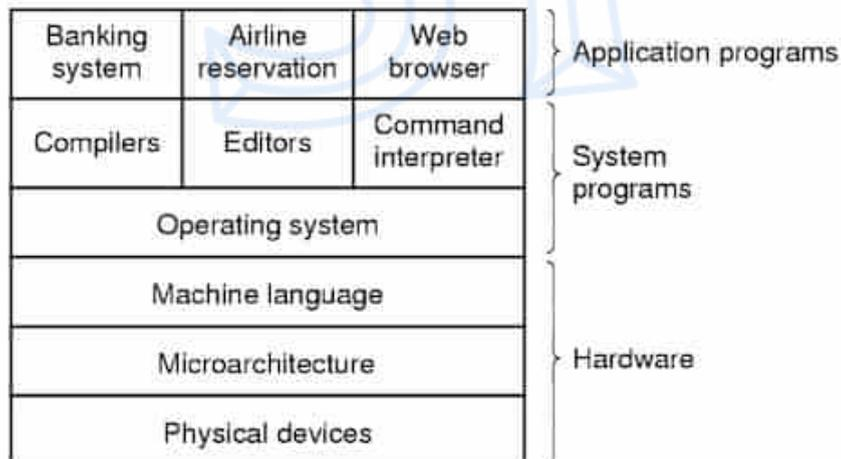 Banking
system
Airline
reservation
Web
browser
Application programs
Compilers
Editors
Command
interpreter
System
programs
Operating system
Machine language
Microarchitecture
Hardware
Physical devices